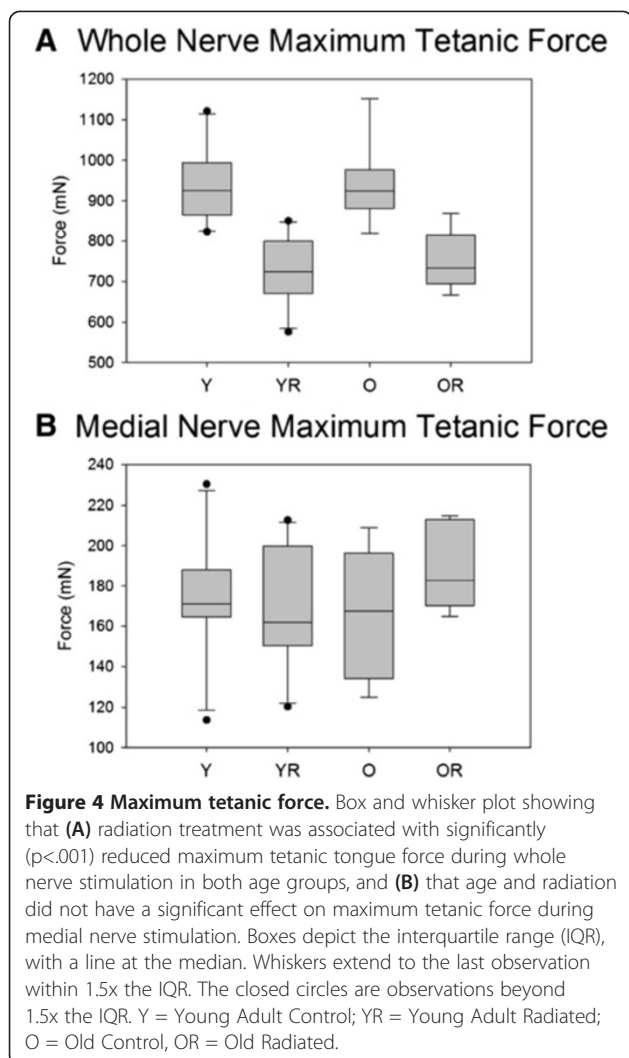 A Whole Nerve Maximum Tetanic Force
1200
1100
1000
900
800
700
600
500
Force (mN)
Y YR O OR
B Medial Nerve Maximum Tetanic Force
240
220
200
180
160
140
120
100
Force (mN)
Y YR O OR
Figure 4 Maximum tetanic force. Box and whisker plot showing
that (A) radiation treatment was associated with significantly
(p<.001) reduced maximum tetanic tongue force during whole
nerve stimulation in both age groups, and (B) that age and radiation
did not have a significant effect on maximum tetanic force during
medial nerve stimulation. Boxes depict the interquartile range (IQR),
with a line at the median. Whiskers extend to the last observation
within 1.5x the IQR. The closed circles are observations beyond
1.5x the IQR. Y = Young Adult Control; YR = Young Adult Radiated;
O = Old Control, OR = Old Radiated.